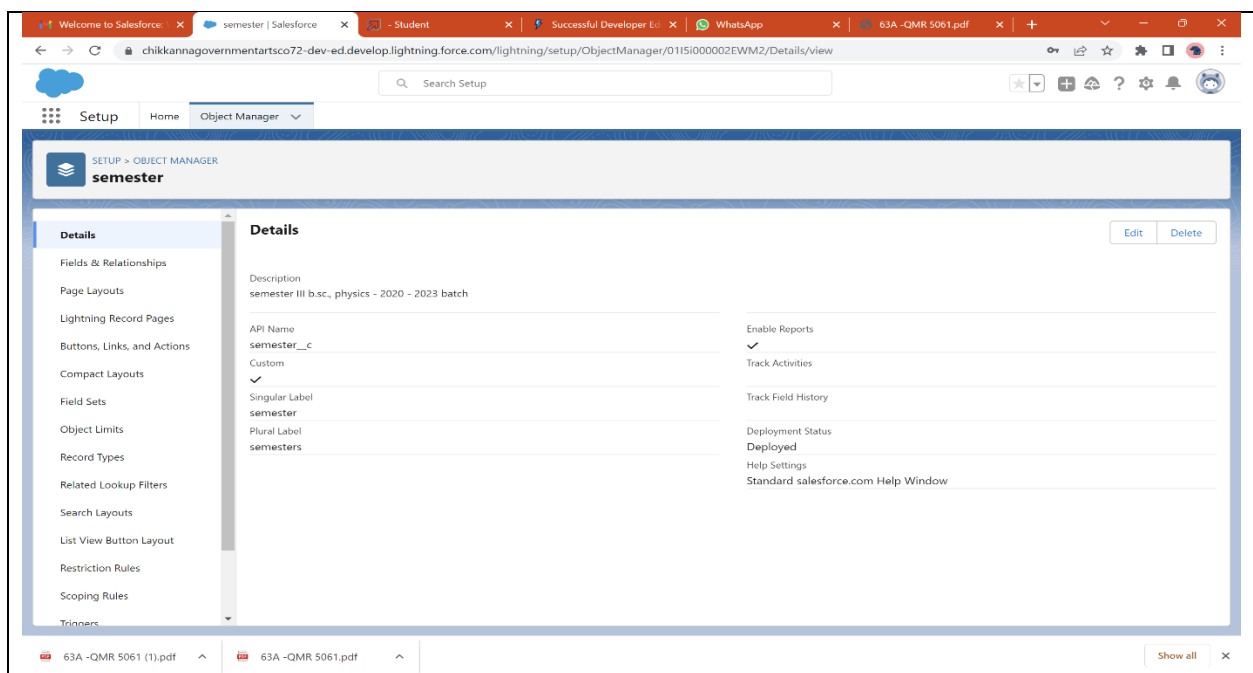 Welcome to Salesforce:
semester | Salesforce
- Student
Successful Developer Ed
WhatsApp
63A -QMR 5061.pdf
chikkannagovernmentartsco72-dev-ed.develop.lightning.force.com/lightning/setup/ObjectManager/01I5i000002EWM2/Details/view
Search Setup
Setup
Home
Object Manager
SETUP > OBJECT MANAGER
semester
Details
Fields & Relationships
Page Layouts
Lightning Record Pages
Buttons, Links, and Actions
Compact Layouts
Field Sets
Object Limits
Record Types
Related Lookup Filters
Search Layouts
List View Button Layout
Restriction Rules
Scoping Rules
Triggers
Details
Edit
Delete
Description
semester III b.sc., physics - 2020 - 2023 batch
API Name
semester__c
Custom
Singular Label
semester
Plural Label
semesters
Enable Reports
Track Activities
Track Field History
Deployment Status
Deployed
Help Settings
Standard salesforce.com Help Window
63A -QMR 5061 (1).pdf
63A -QMR 5061.pdf
Show all